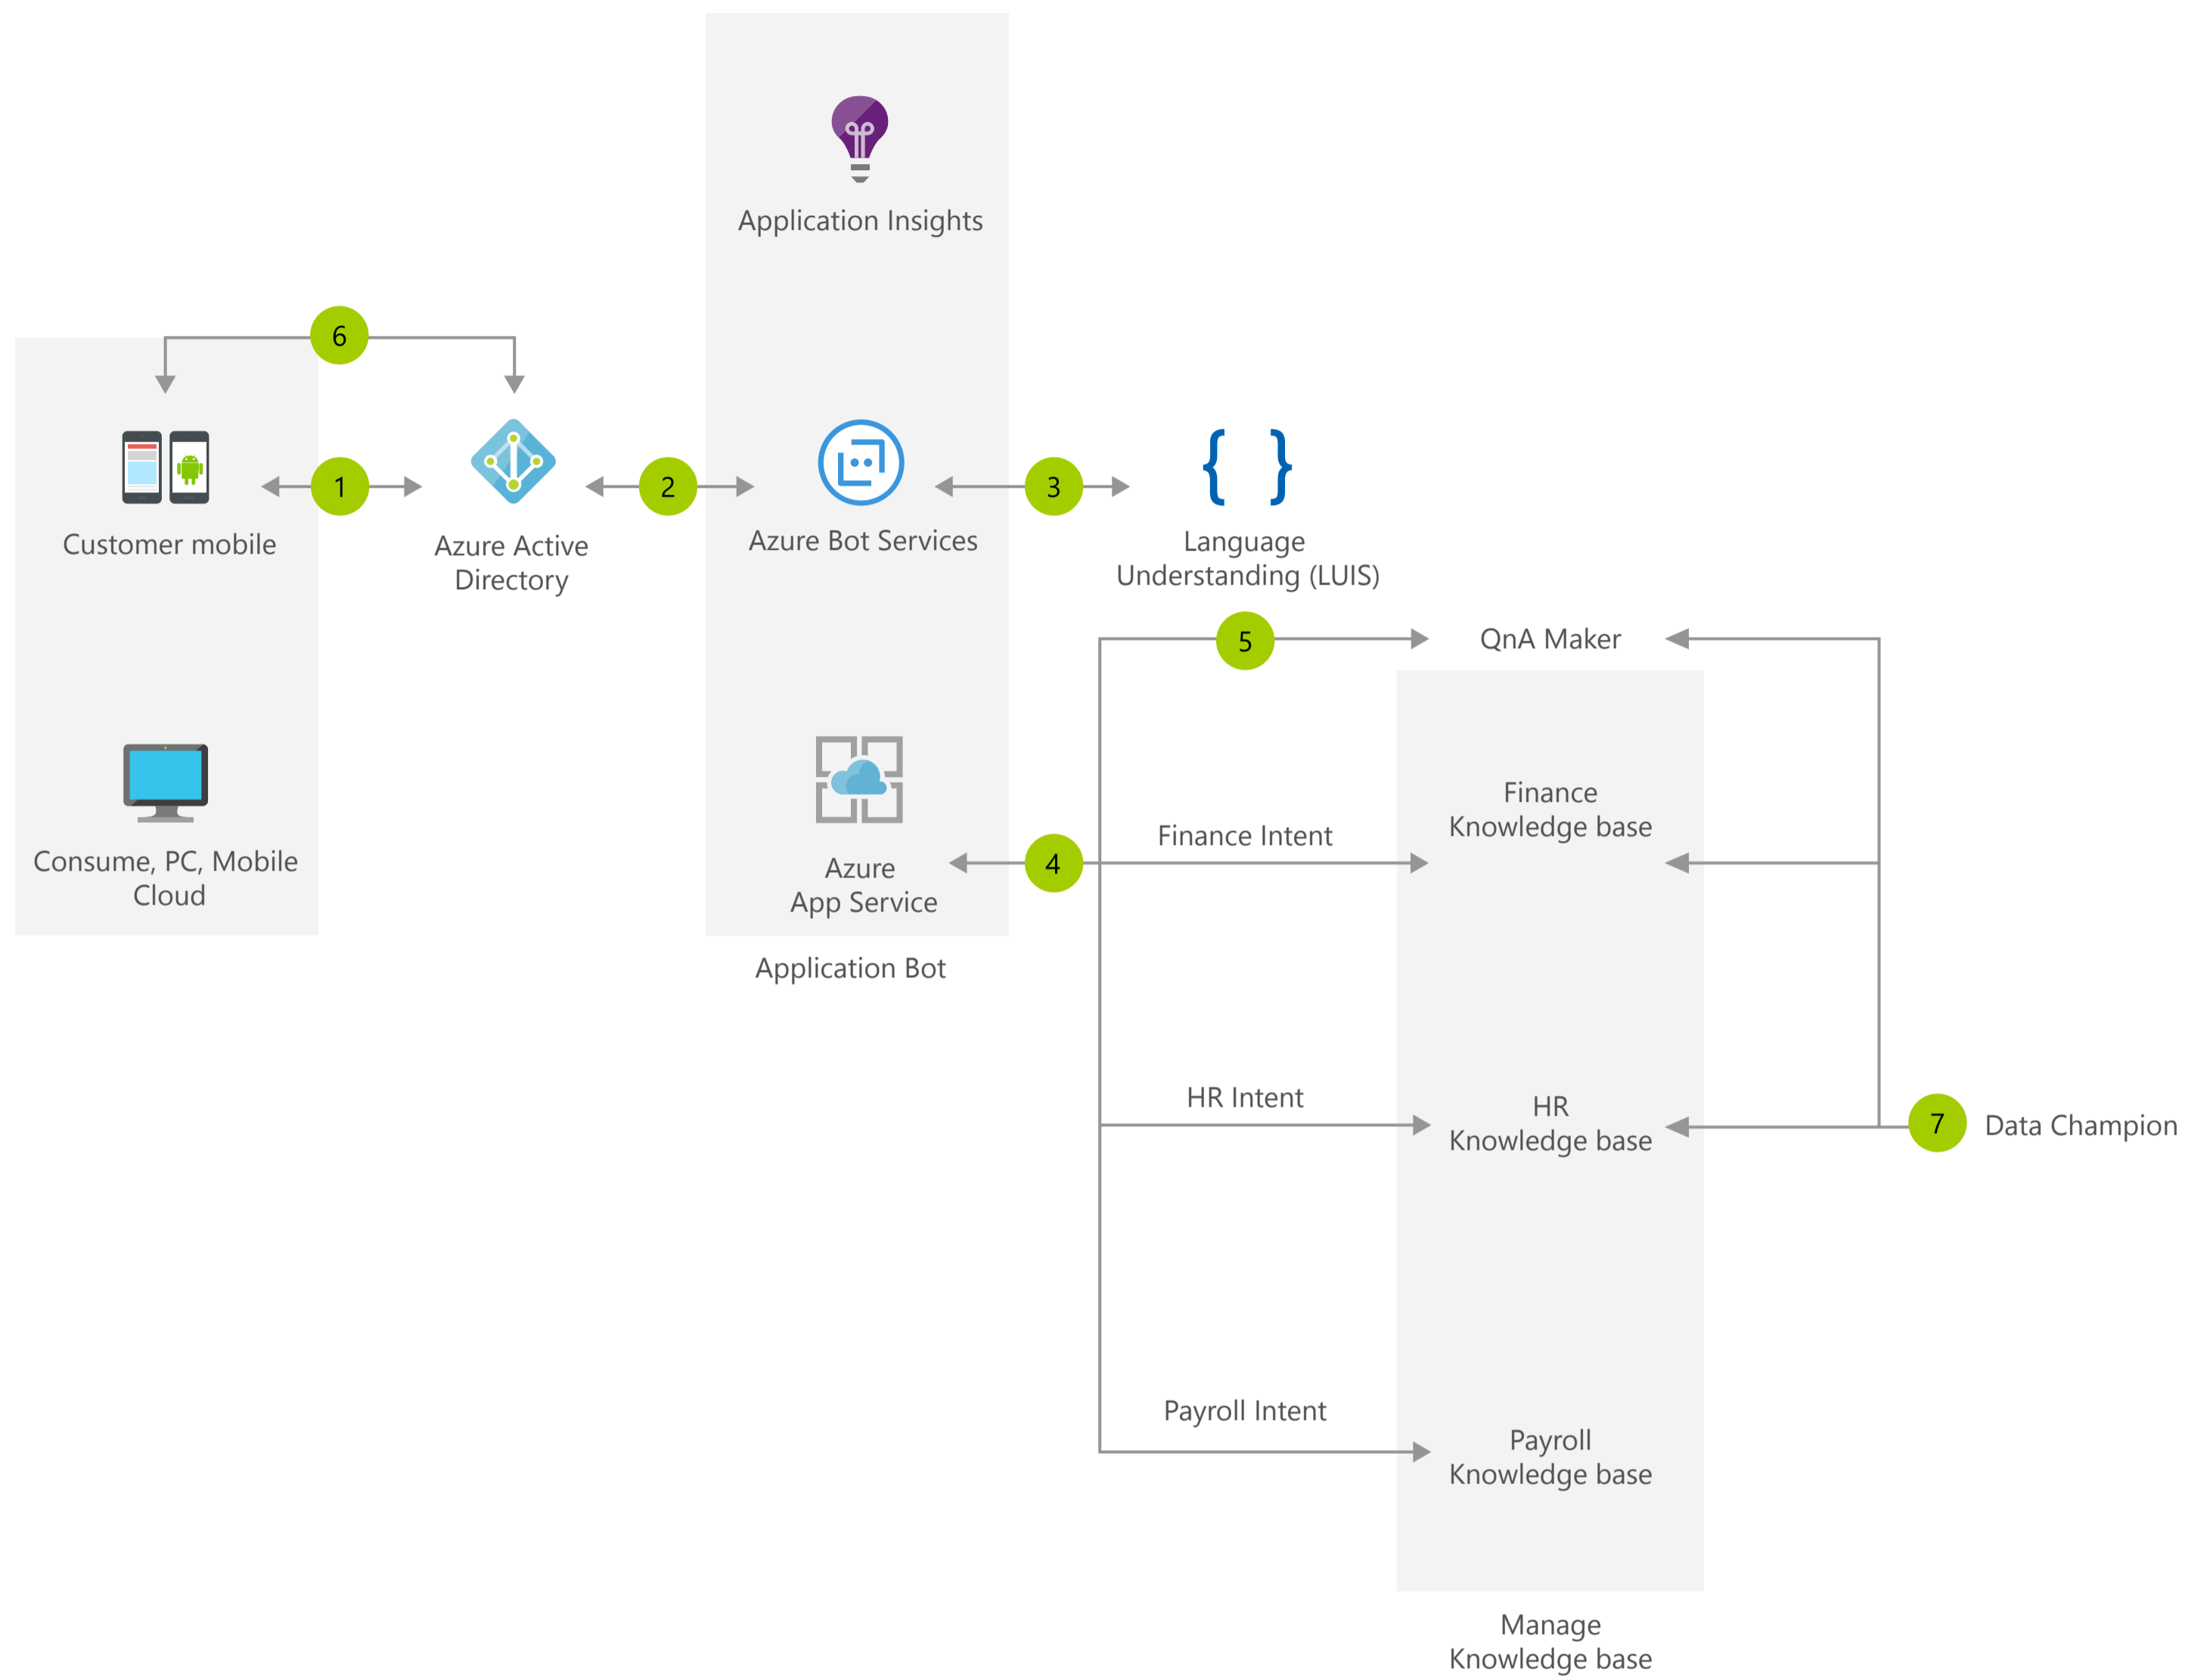 Application Insights
6
1
2
3
Customer mobile
Azure Active
Directory
Azure Bot Services
Language
Understanding (LUIS)
5
QnA Maker
Consume, PC, Mobile
Cloud
Azure
App Service
Application Bot
4
Finance Intent
Finance
Knowledge base
HR Intent
HR
Knowledge base
7
Data Champion
Payroll Intent
Payroll
Knowledge base
Manage
Knowledge base